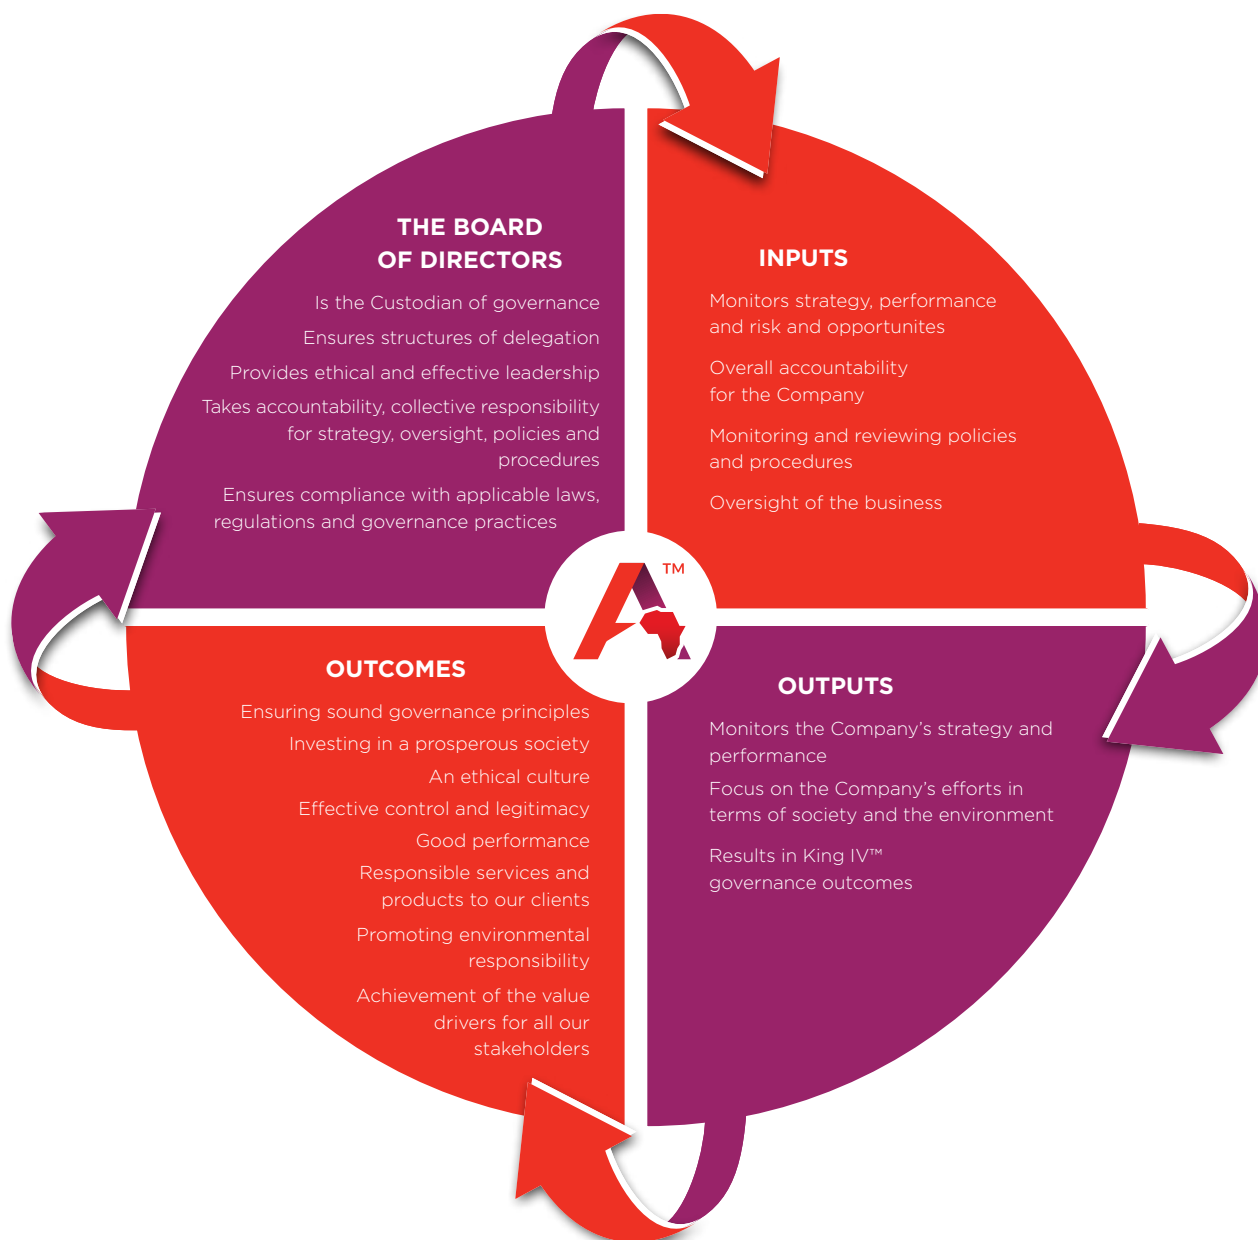 THE BOARD
OF DIRECTORS
Is the Custodian of governance
Ensures structures of delegation
Provides ethical and effective leadership
Takes accountability, collective responsibility
for strategy, oversight, policies and
procedures
Ensures compliance with applicable laws,
regulations and governance practices
INPUTS
Monitors strategy, performance
and risk and opportunites
Overall accountability
for the Company
Monitoring and reviewing policies
and procedures
Oversight of the business
A™
OUTCOMES
Ensuring sound governance principles
Investing in a prosperous society
An ethical culture
Effective control and legitimacy
Good performance
Responsible services and
products to our clients
Promoting environmental
responsibility
Achievement of the value
drivers for all our
stakeholders
OUTPUTS
Monitors the Company’s strategy and
performance
Focus on the Company’s efforts in
terms of society and the environment
Results in King IV™
governance outcomes